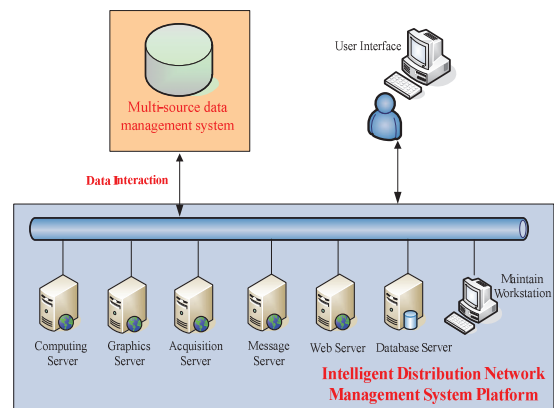 User Interface
Multi-source data
management system
Data Interaction
Computing
Server
Graphics
Server
Acquisition
Server
Message
Server
Web Server
Database Server
Maintain
Workstation
Intelligent Distribution Network
Management System Platform